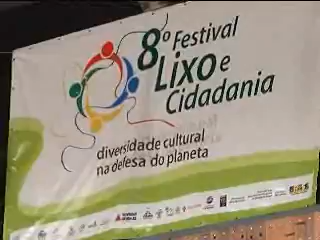 8º Festival
Lixo e
Cidadania
diversidade cultural
na defesa do planeta